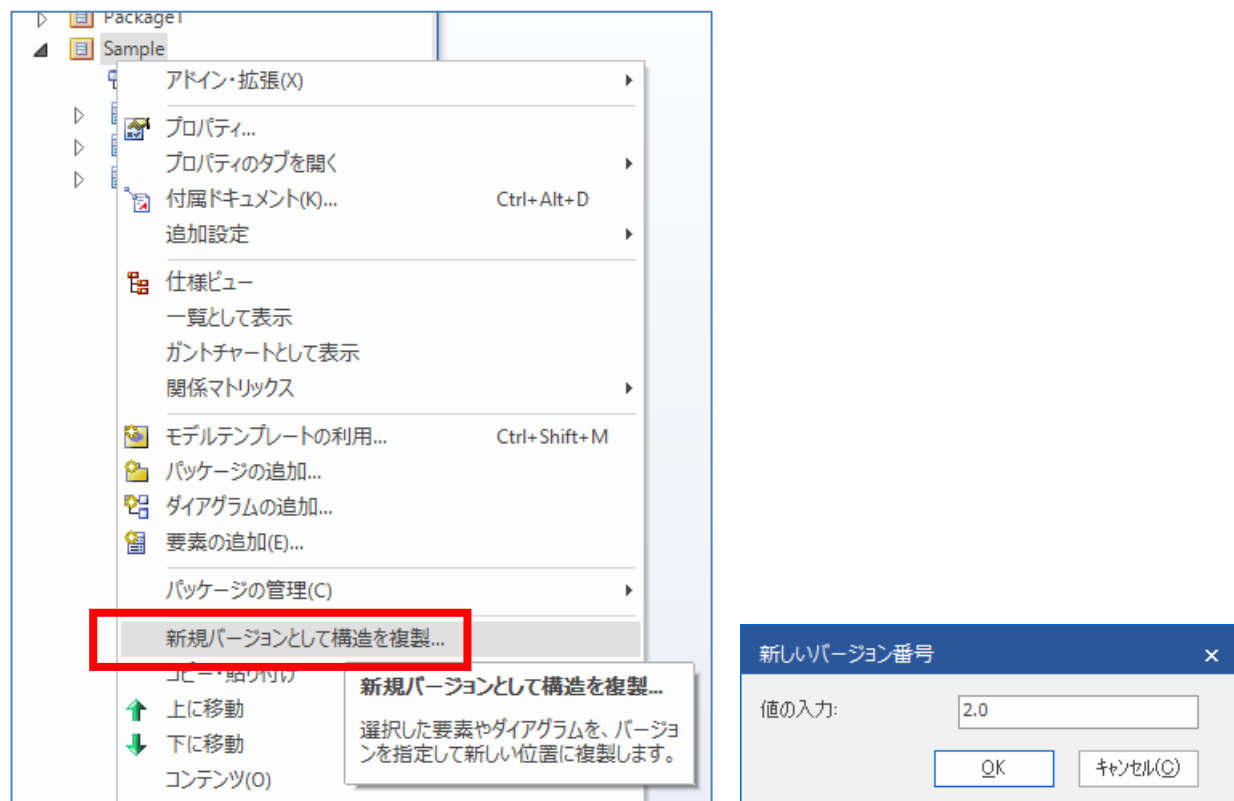 Package1
Sample
アドイン・拡張(X)
プロパティ...
プロパティのタブを開く
付属ドキュメント(K)... Ctrl+Alt+D
追加設定
仕様ビュー
一覧として表示
ガントチャートとして表示
関係マトリックス
モデルテンプレートの利用... Ctrl+Shift+M
パッケージの追加...
ダイアグラムの追加...
要素の追加(E)...
パッケージの管理(C)
新規バージョンとして構造を複製...
コピー・貼り付け
上に移動
下に移動
コンテンツ(O)
新規バージョンとして構造を複製...
選択した要素やダイアグラムを、バージョ
ンを指定して新しい位置に複製します。
新しいバージョン番号
値の入力: 2.0
OK キャンセル(C)